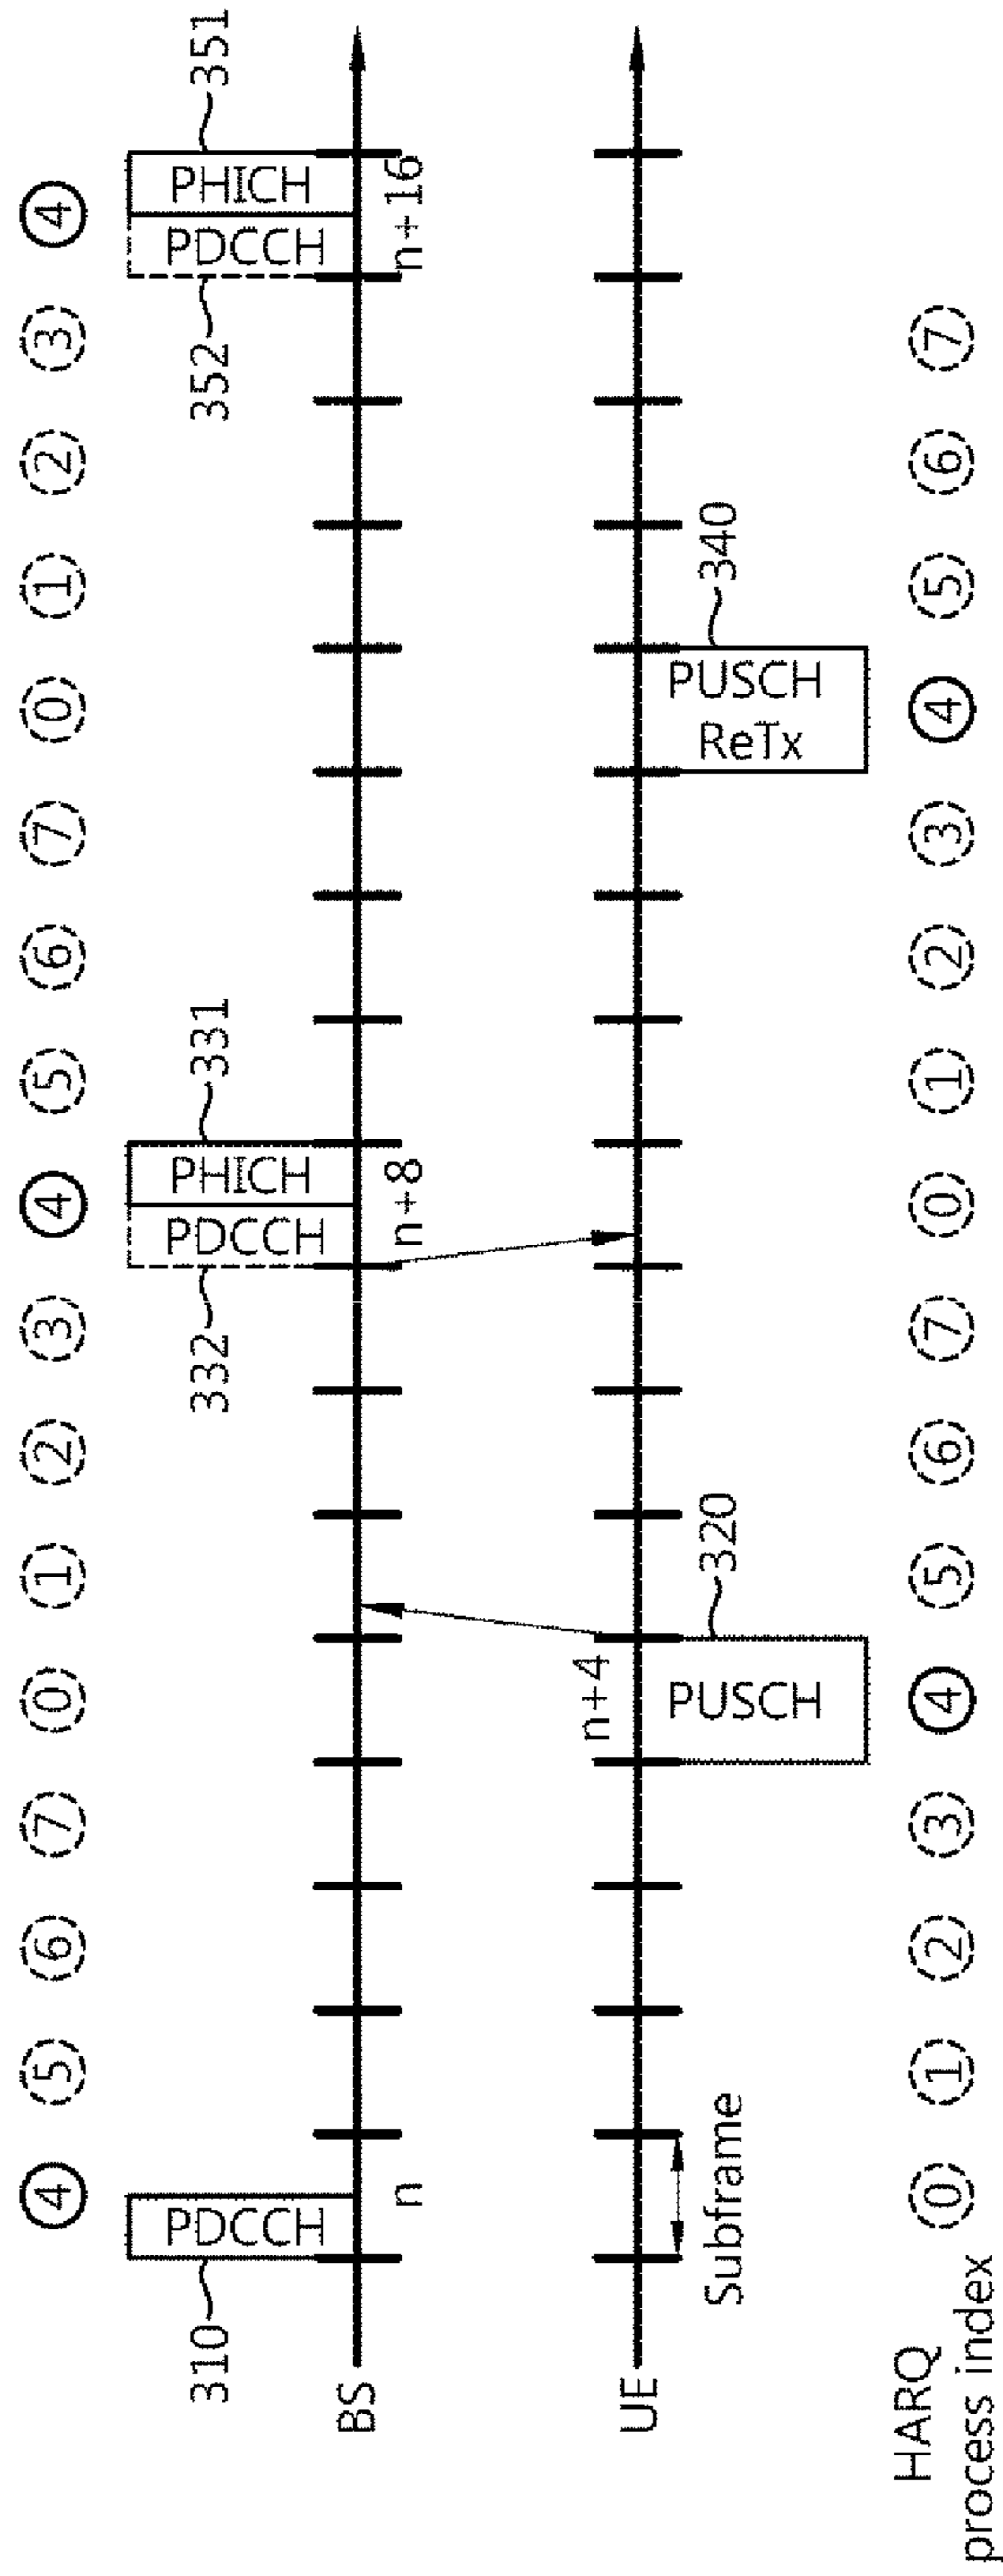 4 5 6 7 0 1 2 3 4 5 6 7 0 1 2 3 4
310
PDCCH
332
PDCCH
PHICH
331
352
PDCCH
PHICH
351
BS
n
n+8
n+16
n+4
UE
Subframe
PUSCH
320
PUSCH
ReTx
340
HARQ
process index
0 1 2 3 4 5 6 7 0 1 2 3 4 5 6 7